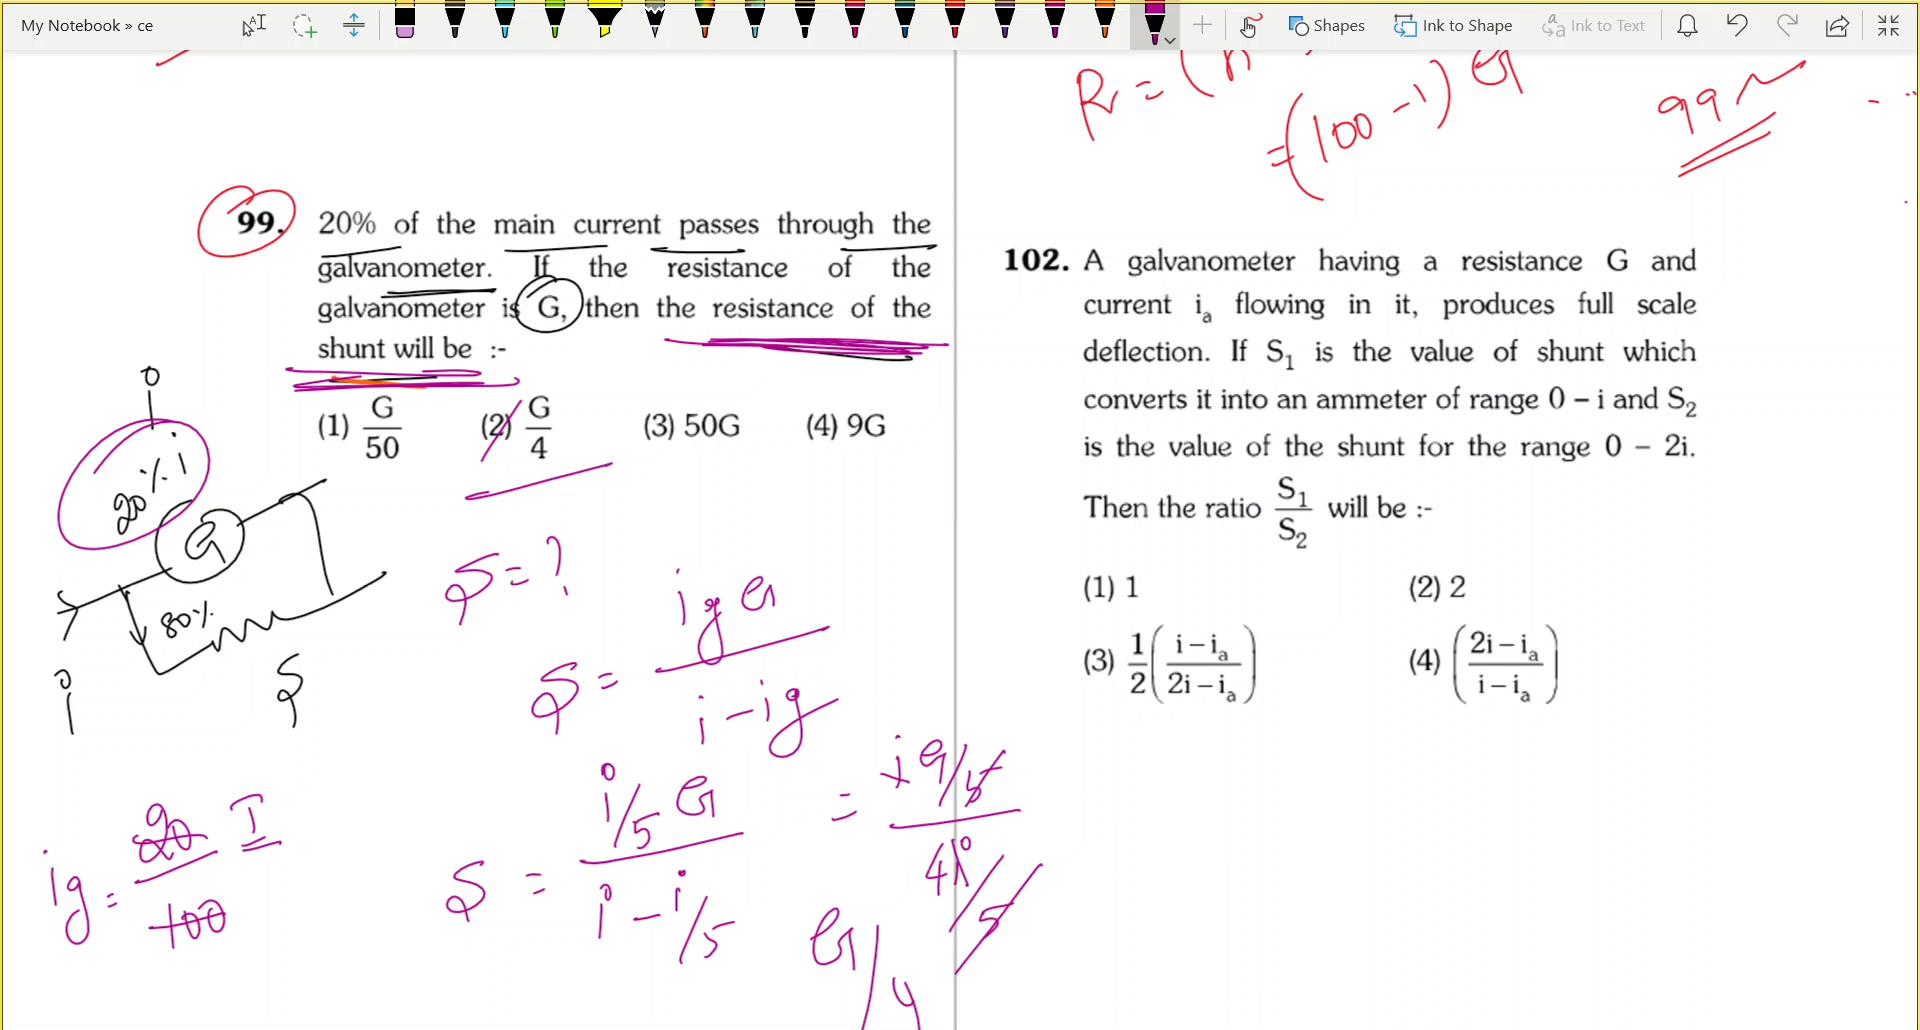 My Notebook » ce
Shapes
Ink to Shape
Ink to Text
99. 20% of the main current passes through the
galvanometer. If the resistance of the
galvanometer is G, then the resistance of the
shunt will be :-
(1) G/50 (2) G/4 (3) 50G (4) 9G
20% i
G
80%
i
S
S = ?
S = ig G / i - ig
ig = 20/100 I
S = i/5 G / i - i/5 = i G/5 / 4i/5
G/4
= (100 - 1) G
99
102. A galvanometer having a resistance G and
current iₐ flowing in it, produces full scale
deflection. If S₁ is the value of shunt which
converts it into an ammeter of range 0 – i and S₂
is the value of the shunt for the range 0 – 2i.
Then the ratio S₁/S₂ will be :-
(1) 1 (2) 2
(3) 1/2 (i – iₐ / 2i – iₐ) (4) (2i – iₐ / i – iₐ)